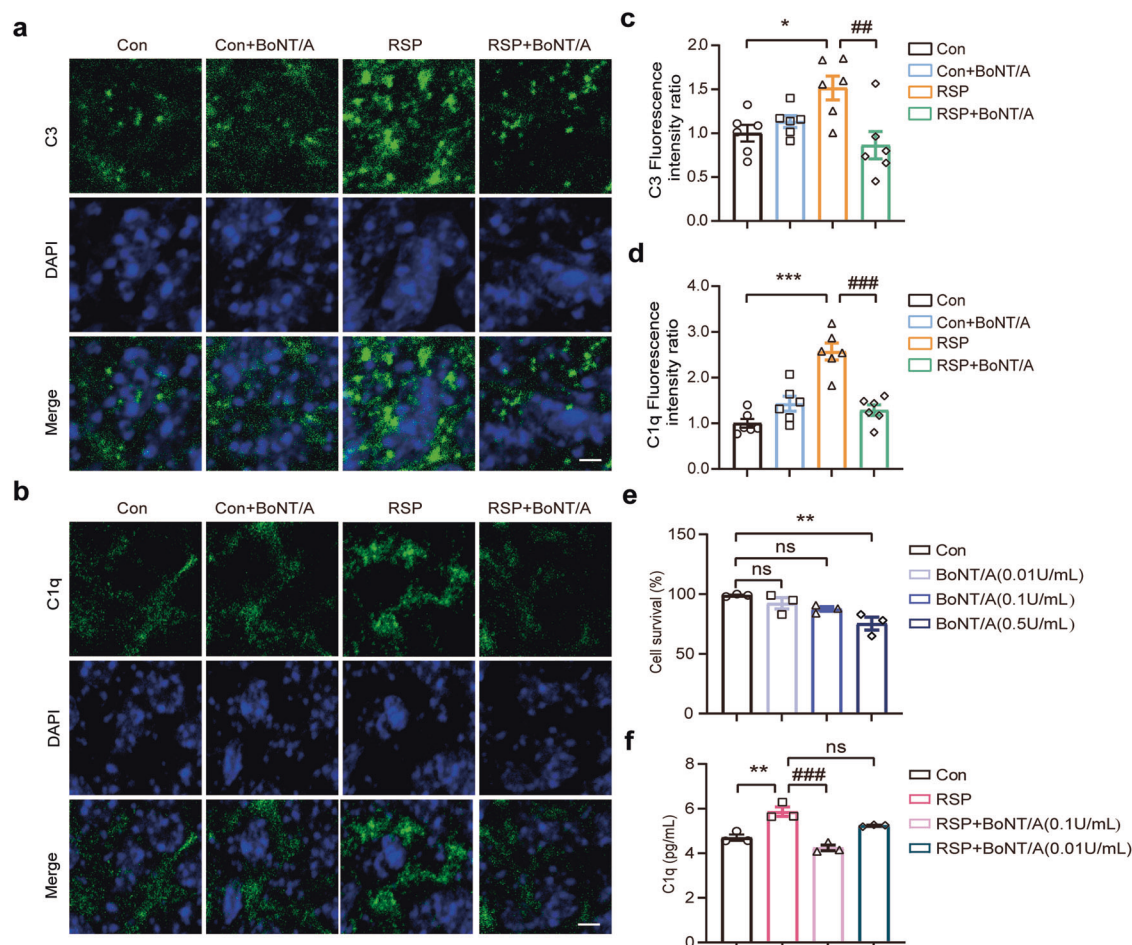 a
Con Con+BoNT/A RSP RSP+BoNT/A
C3
DAPI
Merge
b
Con Con+BoNT/A RSP RSP+BoNT/A
C1q
DAPI
Merge
c
C3 Fluorescence
intensity ratio
2.0
1.5
1.0
0.5
0.0
* ##
Con
Con+BoNT/A
RSP
RSP+BoNT/A
d
C1q Fluorescence
intensity ratio
4.0
3.0
2.0
1.0
0.0
*** ###
Con
Con+BoNT/A
RSP
RSP+BoNT/A
e
Cell survival (%)
150
100
50
0
**
ns
ns
Con
BoNT/A(0.01U/mL)
BoNT/A(0.1U/mL)
BoNT/A(0.5U/mL)
f
C1q (pg/mL)
8
6
4
2
0
ns
** ###
Con
RSP
RSP+BoNT/A(0.1U/mL)
RSP+BoNT/A(0.01U/mL)